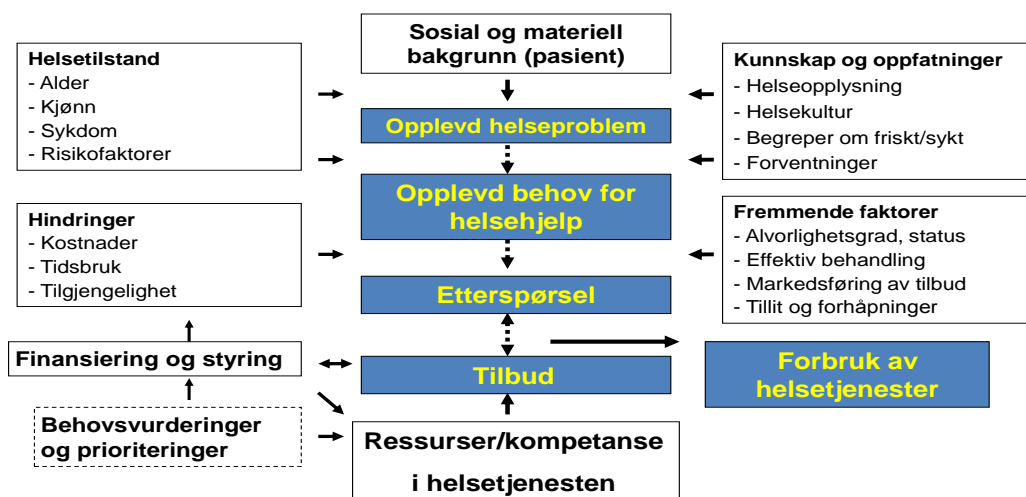 Sosial og materiell
bakgrunn (pasient)
Helsetilstand
- Alder
- Kjønn
- Sykdom
- Risikofaktorer
Kunnskap og oppfatninger
- Helseopplysning
- Helsekultur
- Begreper om friskt/sykt
- Forventninger
Opplevd helseproblem
Opplevd behov for
helsehjelp
Hindringer
- Kostnader
- Tidsbruk
- Tilgjengelighet
Fremmende faktorer
- Alvorlighetsgrad, status
- Effektiv behandling
- Markedsføring av tilbud
- Tillit og forhåpninger
Etterspørsel
Finansiering og styring
Tilbud
Forbruk av
helsetjenester
Behovsvurderinger
og prioriteringer
Ressurser/kompetanse
i helsetjenesten